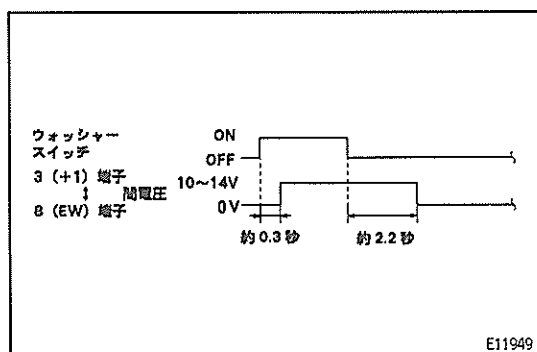 ウォッシャー
スイッチ
ON
OFF
3（+1）端子
↕ 間電圧
8（EW）端子
10～14V
0V
約0.3秒
約2.2秒
E11949